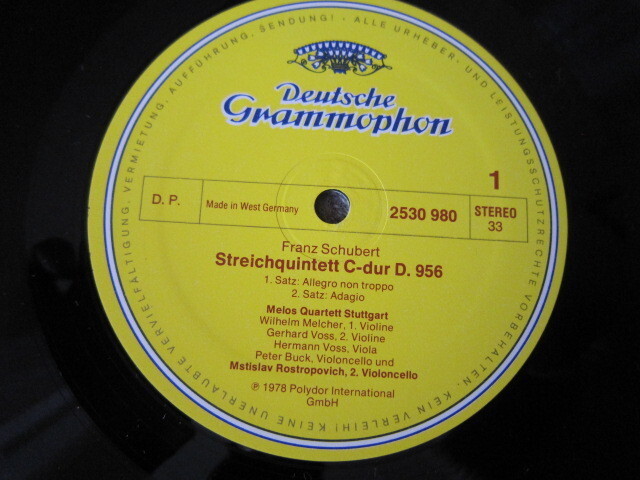 ALLE URHEBER- UND LEISTUNGSSCHUTZRECHTE VORBEHALTEN. KEIN VERLEIH! KEINE UNERLAUBTE VERVIELFÄLTIGUNG, VERMIETUNG, AUFFÜHRUNG, SENDUNG! -
Deutsche
Grammophon
1
D. P.
Made in West Germany
2530 980
STEREO
33
Franz Schubert
Streichquintett C-dur D. 956
1. Satz: Allegro non troppo
2. Satz: Adagio
Melos Quartett Stuttgart
Wilhelm Melcher, 1. Violine
Gerhard Voss, 2. Violine
Hermann Voss, Viola
Peter Buck, Violoncello und
Mstislav Rostropovich, 2. Violoncello
℗ 1978 Polydor International
GmbH